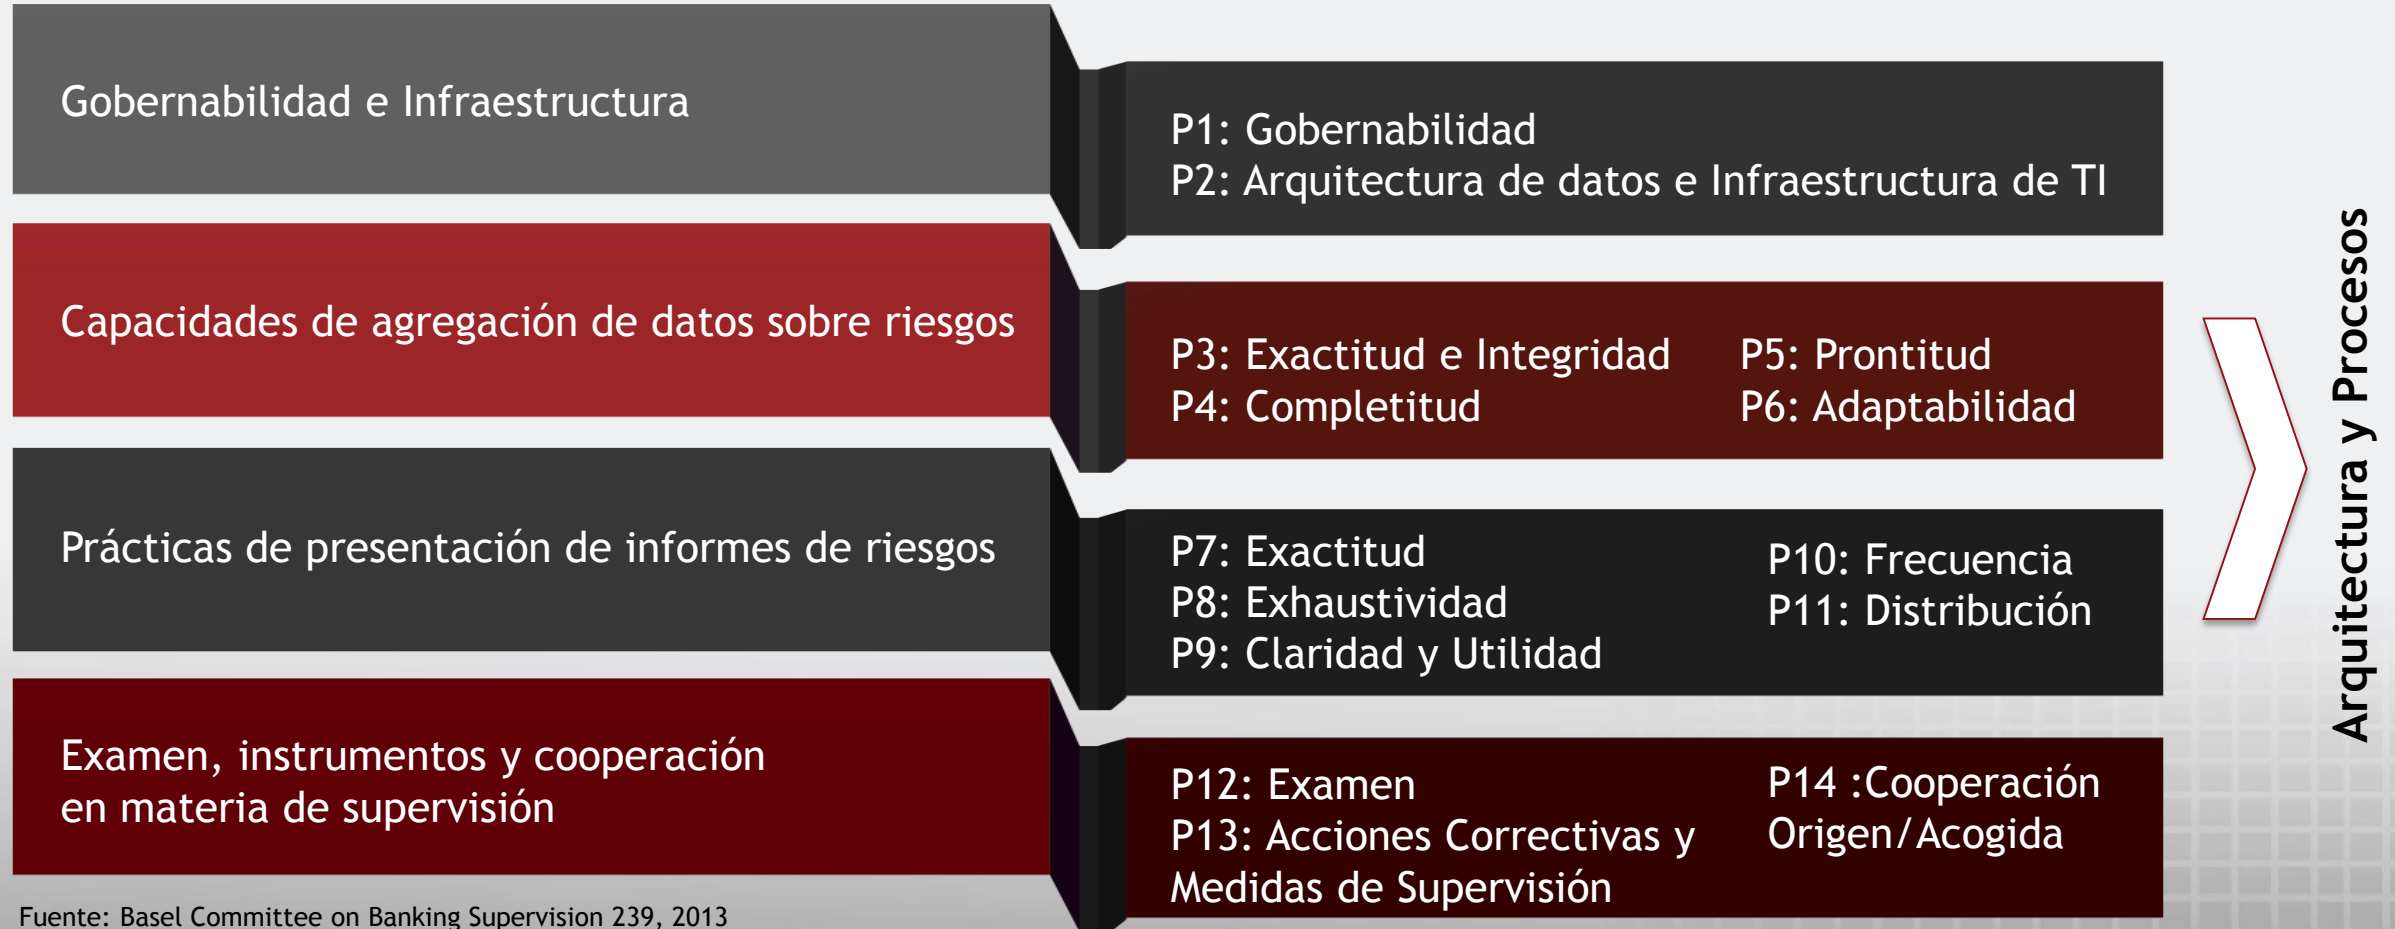 Gobernabilidad e Infraestructura
P1: Gobernabilidad
P2: Arquitectura de datos e Infraestructura de TI
Capacidades de agregación de datos sobre riesgos
P3: Exactitud e Integridad
P4: Completitud
P5: Prontitud
P6: Adaptabilidad
Prácticas de presentación de informes de riesgos
P7: Exactitud
P8: Exhaustividad
P9: Claridad y Utilidad
P10: Frecuencia
P11: Distribución
Examen, instrumentos y cooperación
en materia de supervisión
P12: Examen
P13: Acciones Correctivas y
Medidas de Supervisión
P14 :Cooperación
Origen/Acogida
Arquitectura y Procesos
Fuente: Basel Committee on Banking Supervision 239, 2013